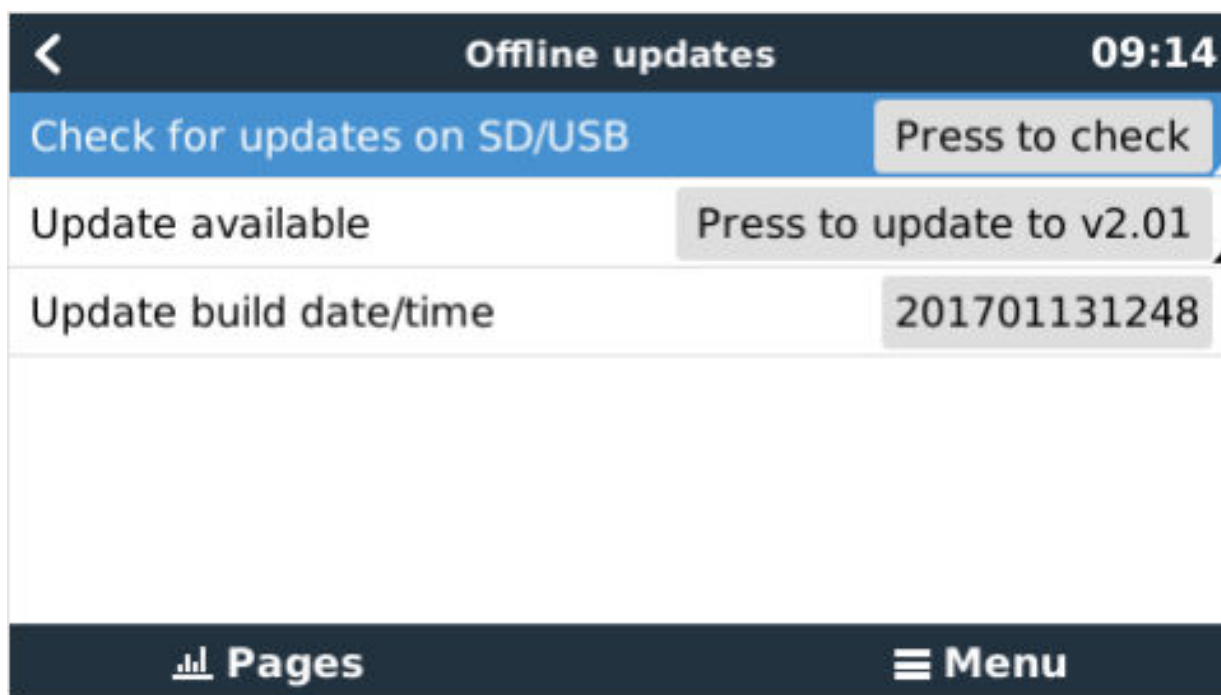 Offline updates 09:14
Check for updates on SD/USB Press to check
Update available Press to update to v2.01
Update build date/time 201701131248
Pages Menu